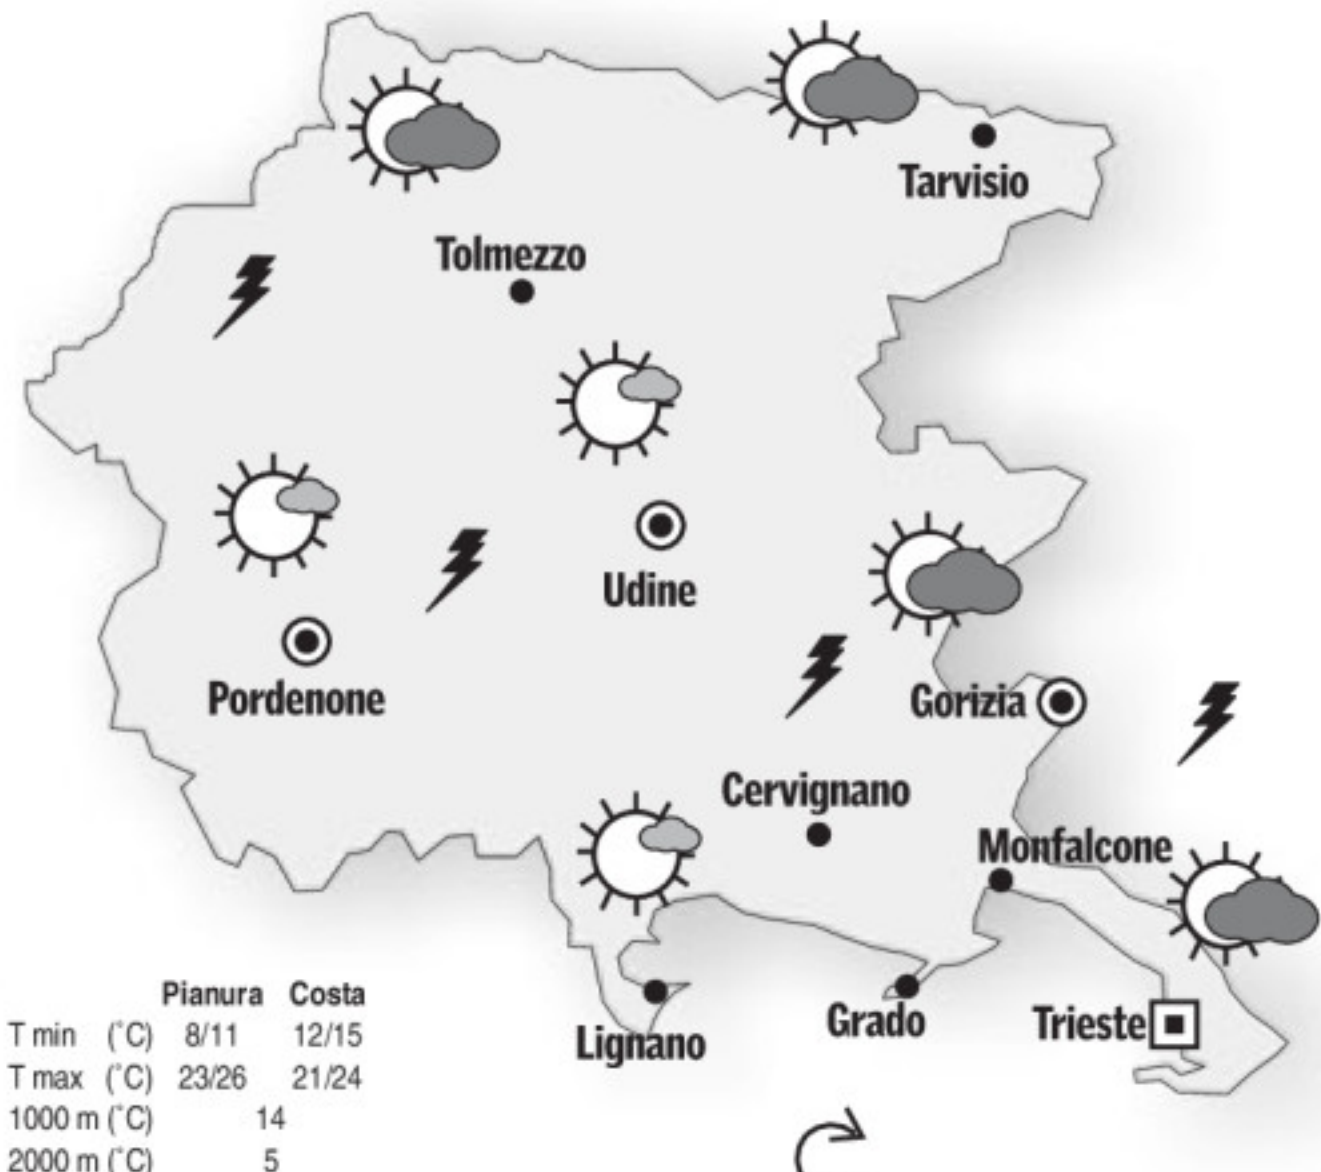 Tarvisio
Tolmezzo
Udine
Pordenone
Gorizia
Cervignano
Monfalcone
Grado
Trieste
Lignano
Pianura Costa
T min (°C) 8/11 12/15
T max (°C) 23/26 21/24
1000 m (°C) 14
2000 m (°C) 5